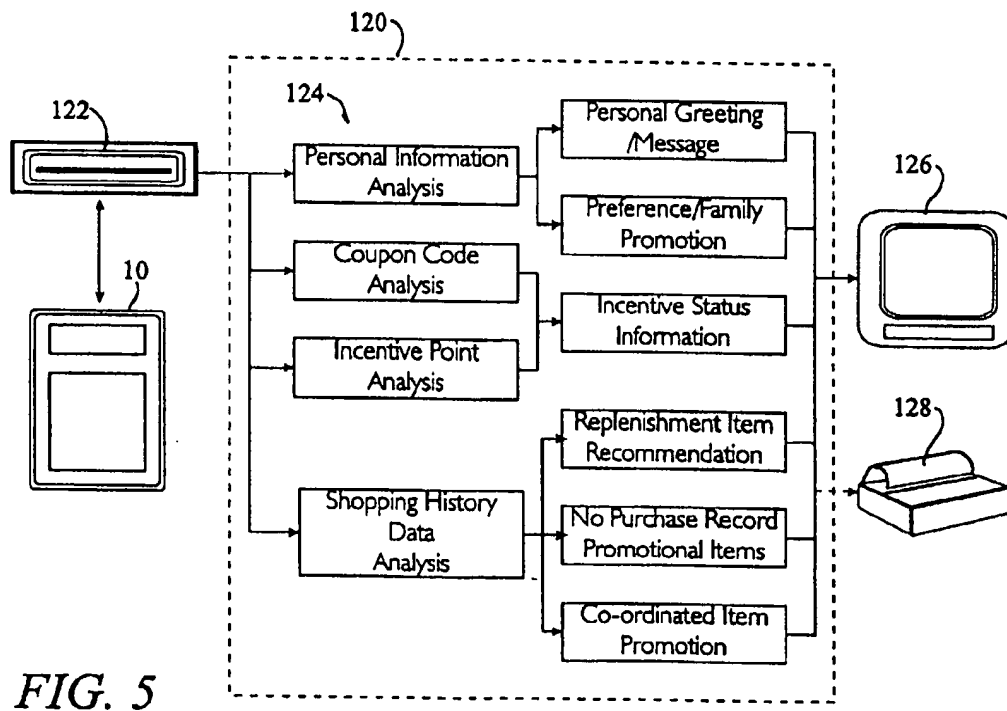 120
122
124
Personal Information
Analysis
Personal Greeting
/Message
126
Preference/Family
Promotion
Coupon Code
Analysis
10
Incentive Status
Information
Incentive Point
Analysis
Replenishment Item
Recommendation
128
Shopping History
Data
Analysis
No Purchase Record
Promotional Items
Co-ordinated Item
Promotion
FIG. 5